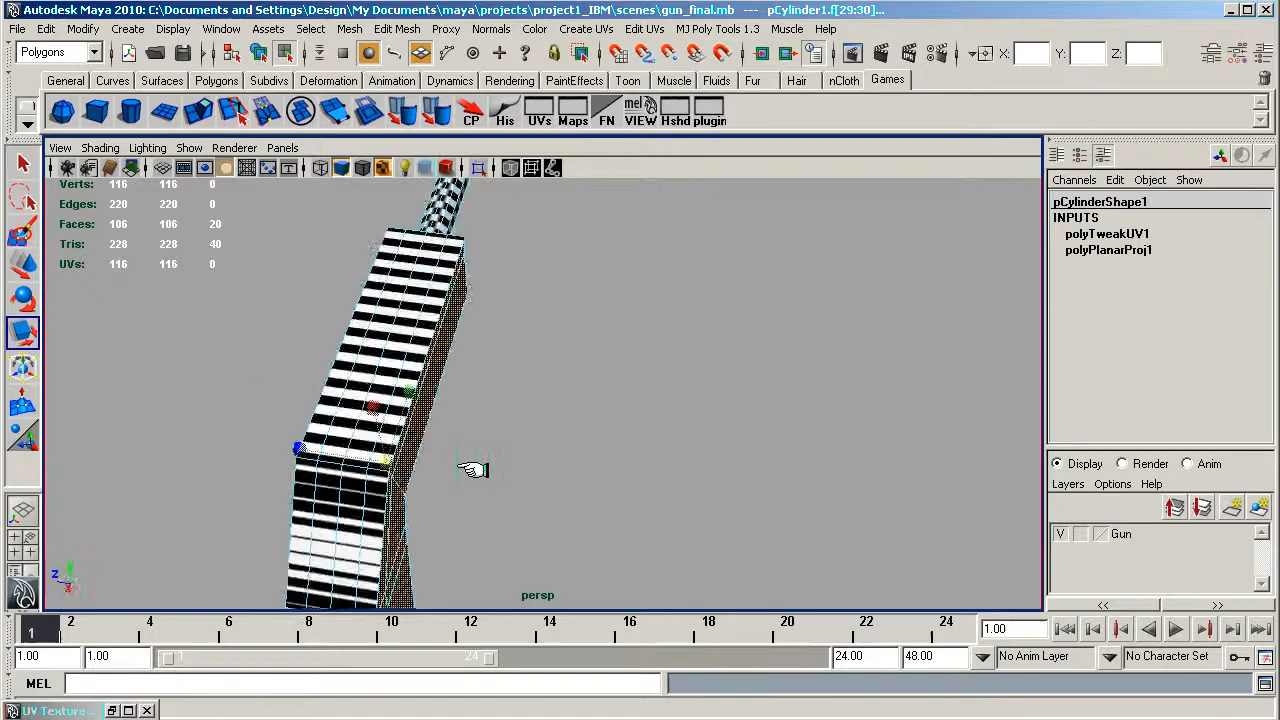 Autodesk Maya 2010: C:\Documents and Settings\Design\My Documents\maya\projects\project1_IBM\scenes\gun_final.mb --- pCylinder1.f[29:30]...
File Edit Modify Create Display Window Assets Select Mesh Edit Mesh Proxy Normals Color Create UVs Edit UVs MJ Poly Tools 1.3 Muscle Help
Polygons X: Y: Z:
General Curves Surfaces Polygons Subdivs Deformation Animation Dynamics Rendering PaintEffects Toon Muscle Fluids Fur Hair nCloth Games
CP His UVs Maps FN mel VIEW Hshd plugin
View Shading Lighting Show Renderer Panels
Verts: 116 116 0
Edges: 220 220 0
Faces: 106 106 20
Tris: 228 228 40
UVs: 116 116 0
z y x
persp
Channels Edit Object Show
pCylinderShape1
INPUTS
polyTweakUV1
polyPlanarProj1
Display Render Anim
Layers Options Help
V Gun
<< >>
1 2 4 6 8 10 12 14 16 18 20 22 24 1.00
1.00 1.00 1 24 24.00 48.00 No Anim Layer No Character Set
MEL
UV Texture ...